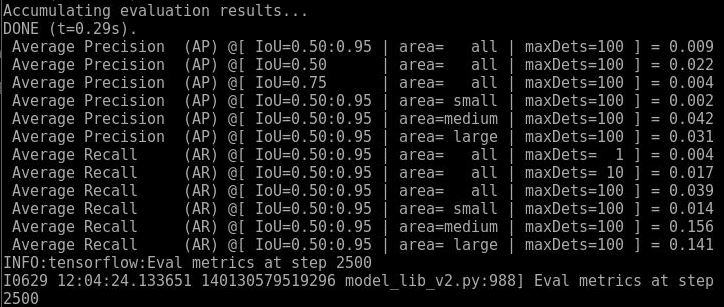 Accumulating evaluation results...
DONE (t=0.29s).
 Average Precision  (AP) @[ IoU=0.50:0.95 | area=   all | maxDets=100 ] = 0.009
 Average Precision  (AP) @[ IoU=0.50      | area=   all | maxDets=100 ] = 0.022
 Average Precision  (AP) @[ IoU=0.75      | area=   all | maxDets=100 ] = 0.004
 Average Precision  (AP) @[ IoU=0.50:0.95 | area= small | maxDets=100 ] = 0.002
 Average Precision  (AP) @[ IoU=0.50:0.95 | area=medium | maxDets=100 ] = 0.042
 Average Precision  (AP) @[ IoU=0.50:0.95 | area= large | maxDets=100 ] = 0.031
 Average Recall     (AR) @[ IoU=0.50:0.95 | area=   all | maxDets=  1 ] = 0.004
 Average Recall     (AR) @[ IoU=0.50:0.95 | area=   all | maxDets= 10 ] = 0.017
 Average Recall     (AR) @[ IoU=0.50:0.95 | area=   all | maxDets=100 ] = 0.039
 Average Recall     (AR) @[ IoU=0.50:0.95 | area= small | maxDets=100 ] = 0.014
 Average Recall     (AR) @[ IoU=0.50:0.95 | area=medium | maxDets=100 ] = 0.156
 Average Recall     (AR) @[ IoU=0.50:0.95 | area= large | maxDets=100 ] = 0.141
INFO:tensorflow:Eval metrics at step 2500
I0629 12:04:24.133651 140130579519296 model_lib_v2.py:988] Eval metrics at step
2500